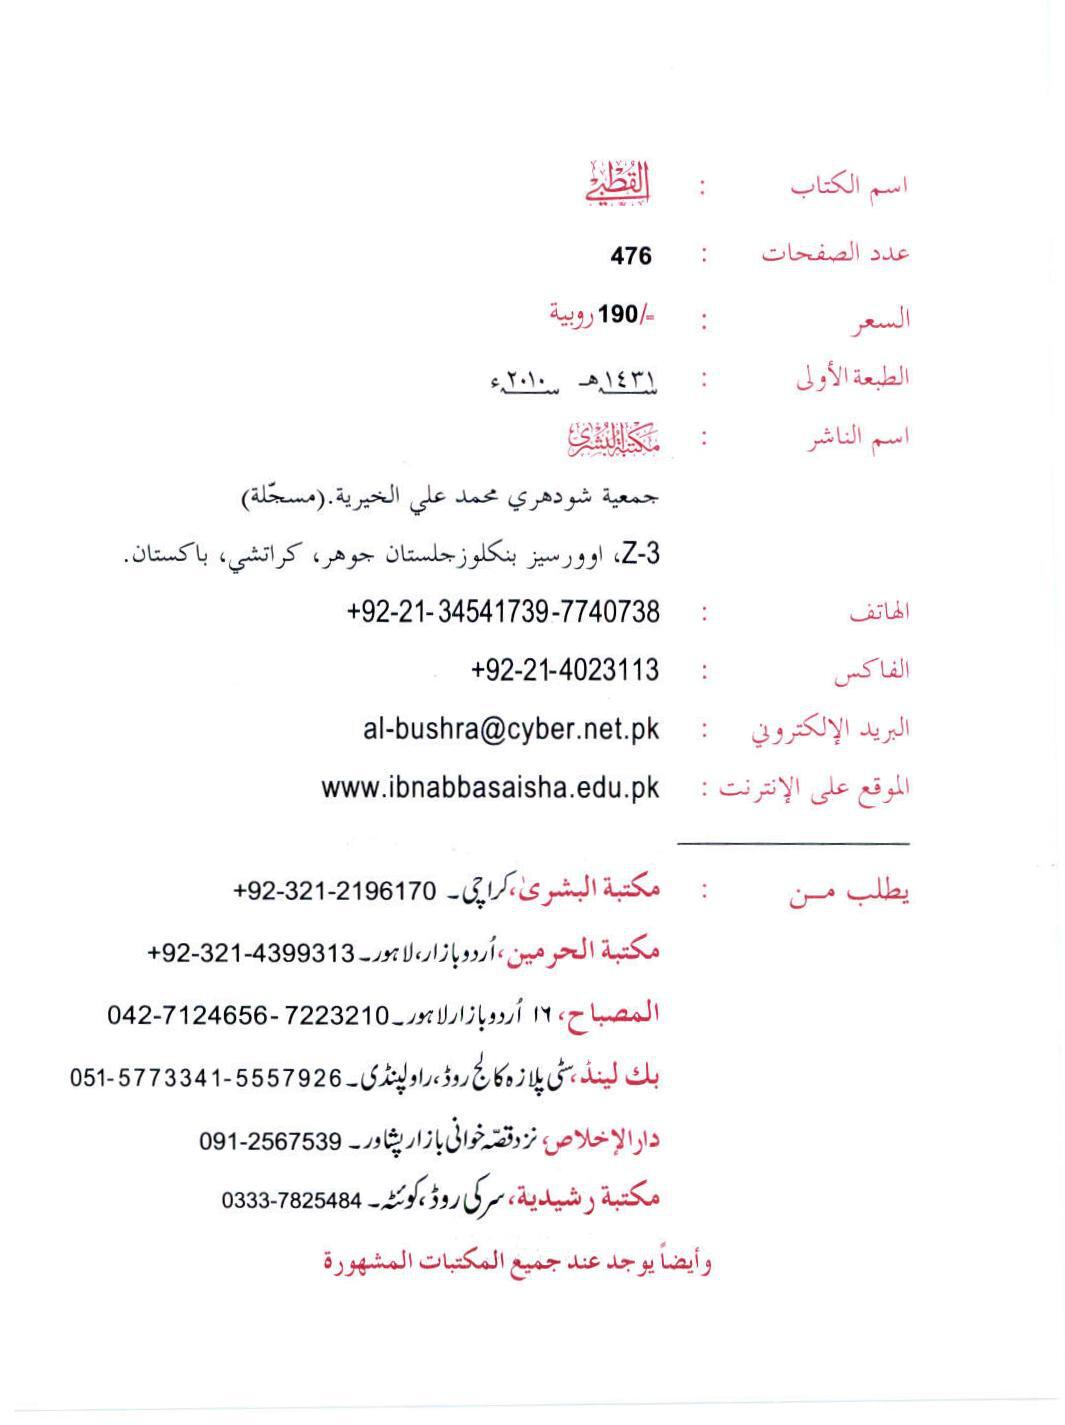 اسم الكتاب : القُطْبِي
عدد الصفحات : 476
السعر : =/190 روبية
الطبعة الأولى : ١٤٣١هـ ٢٠١٠ء
اسم الناشر : مكتبة البشرى
جمعية شودهري محمد علي الخيرية. (مسجّلة)
Z-3، اوورسيز بنكلوز جلستان جوهر، كراتشي، باكستان.
الهاتف : +92-21-34541739-7740738
الفاكس : +92-21-4023113
البريد الإلكتروني : al-bushra@cyber.net.pk
الموقع على الإنترنت : www.ibnabbasaisha.edu.pk
يطلب مــن : مكتبة البشرىٰ، کراچی۔ +92-321-2196170
مكتبة الحرمين، اُردو بازار، لاہور۔ +92-321-4399313
المصباح، ١٦ اُردو بازار لاہور۔ 042-7124656 - 7223210
بك لينڈ، سٹی پلازہ کالج روڈ، راولپنڈی۔ 051-5773341-5557926
دار الإخلاص، نزد قصّہ خوانی بازار پشاور۔ 091-2567539
مكتبة رشيدية، سرکی روڈ، کوئٹہ۔ 0333-7825484
وأيضاً يوجد عند جميع المكتبات المشهورة